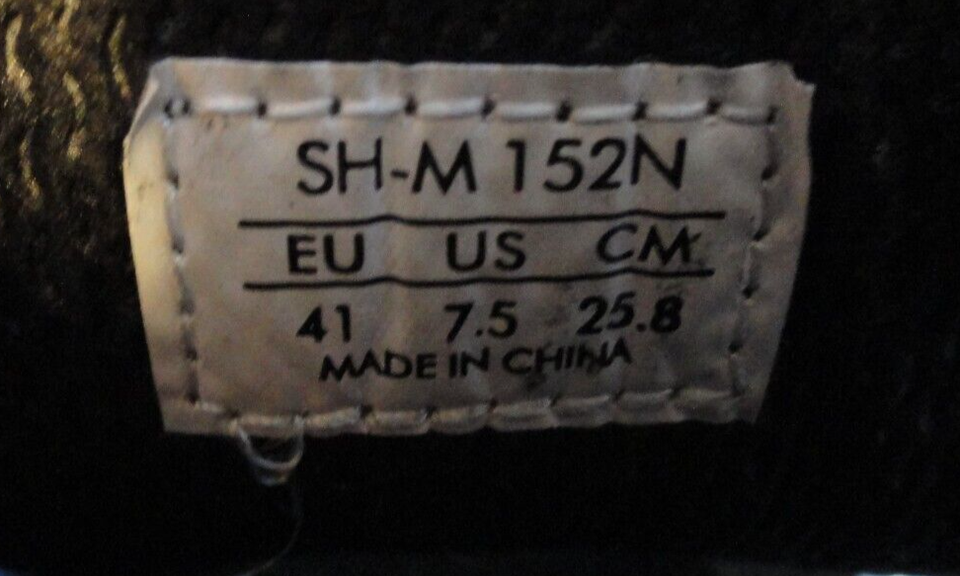 SH-M 152N
EU US CM
41 7.5 25.8
MADE IN CHINA